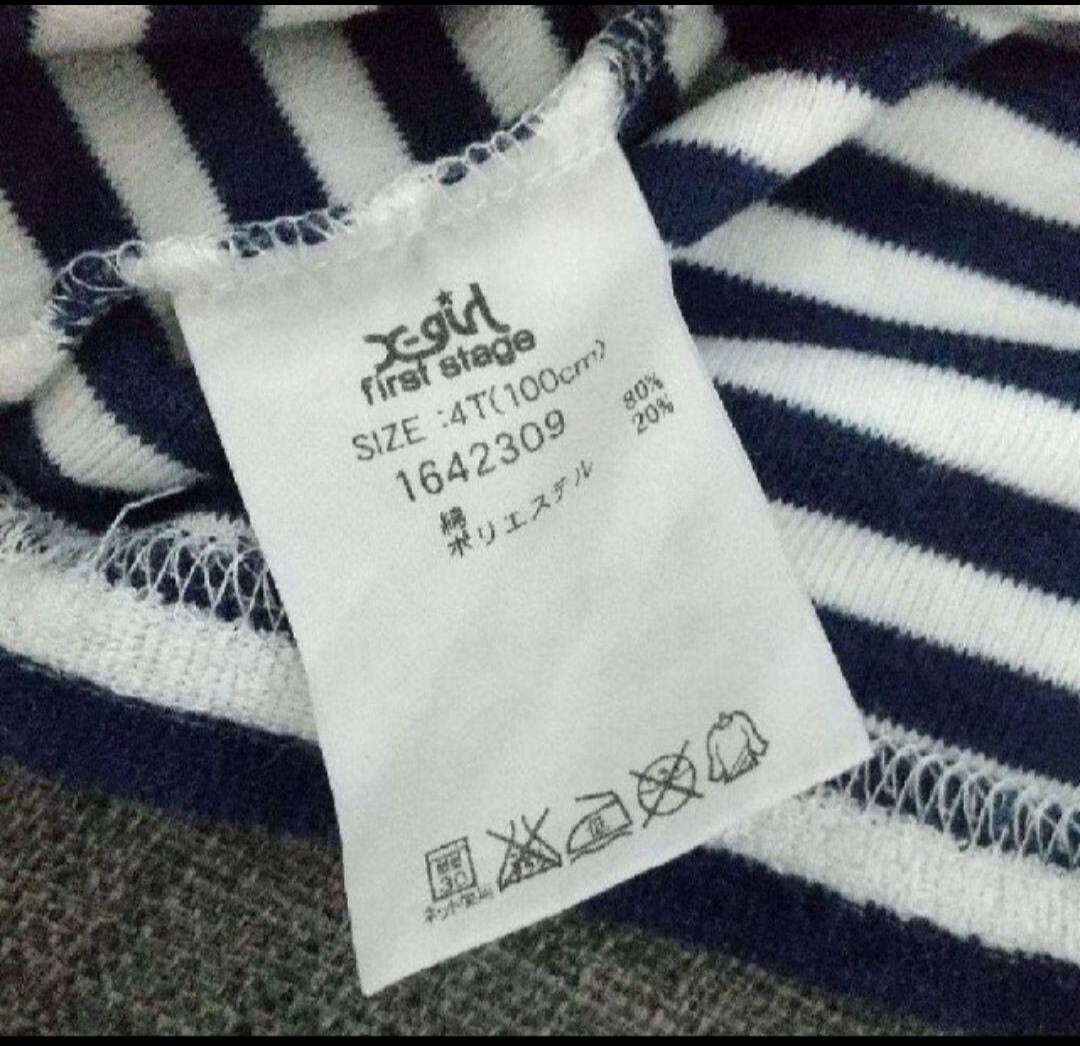 X-girl
first stage
SIZE :4T(100cm)
1642309
綿 80%
ポリエステル 20%
30
低
ネット使用